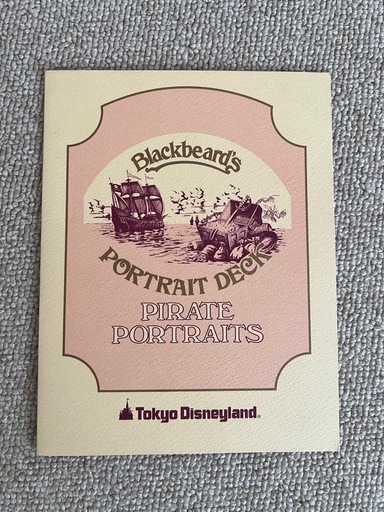 Blackbeard's
PORTRAIT DECK
PIRATE
PORTRAITS
Tokyo Disneyland®